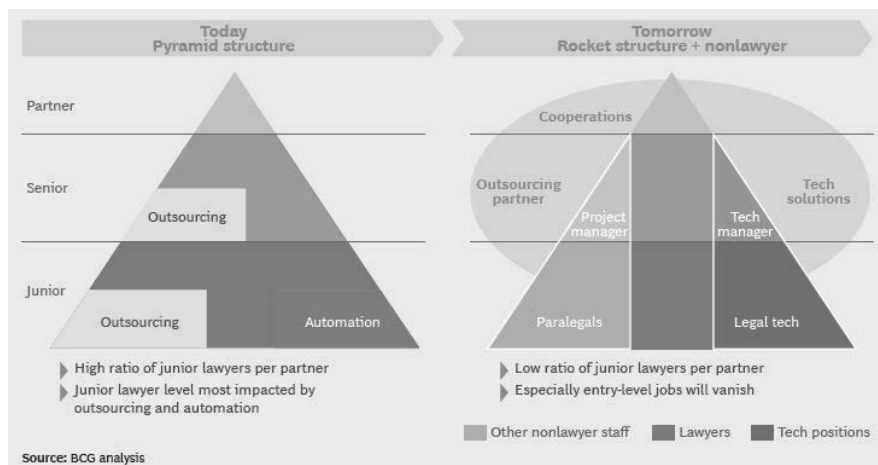 Today
Pyramid structure
Tomorrow
Rocket structure + nonlawyer
Partner
Senior
Junior
Outsourcing
Outsourcing
Automation
Cooperations
Outsourcing
partner
Tech
solutions
Project
manager
Tech
manager
Paralegals
Legal tech
High ratio of junior lawyers per partner
Junior lawyer level most impacted by
outsourcing and automation
Low ratio of junior lawyers per partner
Especially entry-level jobs will vanish
Other nonlawyer staff
Lawyers
Tech positions
Source: BCG analysis